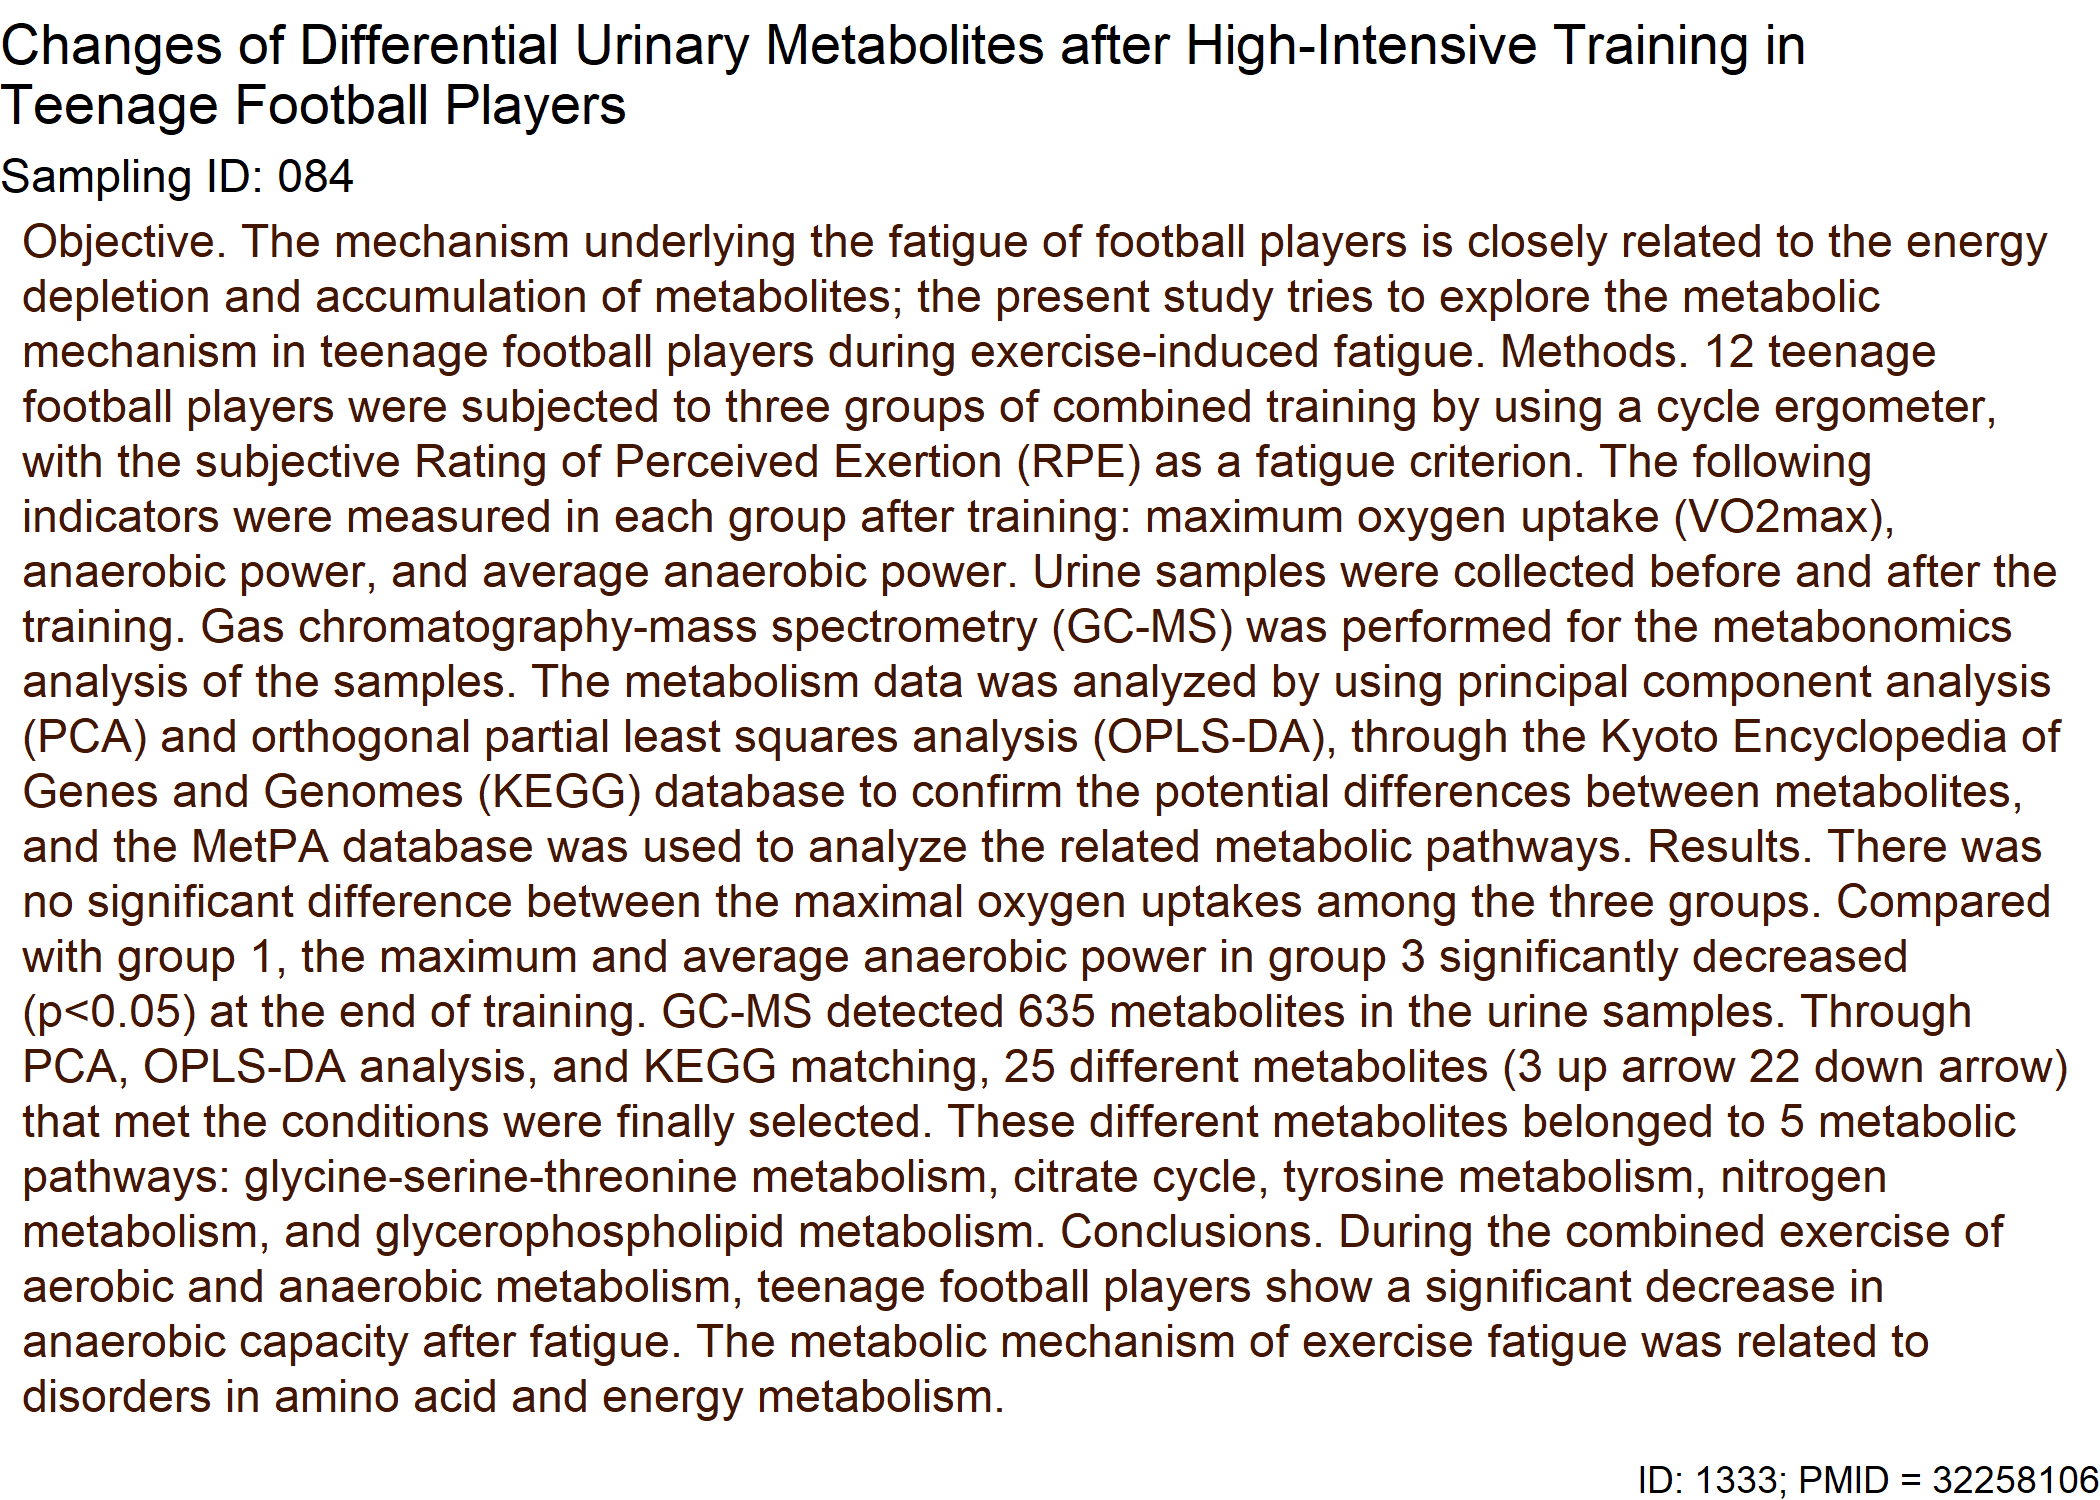 Changes of Differential Urinary Metabolites after High-Intensive Training in
Teenage Football Players
Sampling ID: 084
Objective. The mechanism underlying the fatigue of football players is closely related to the energy
depletion and accumulation of metabolites; the present study tries to explore the metabolic
mechanism in teenage football players during exercise-induced fatigue. Methods. 12 teenage
football players were subjected to three groups of combined training by using a cycle ergometer,
with the subjective Rating of Perceived Exertion (RPE) as a fatigue criterion. The following
indicators were measured in each group after training: maximum oxygen uptake (VO2max),
anaerobic power, and average anaerobic power. Urine samples were collected before and after the
training. Gas chromatography-mass spectrometry (GC-MS) was performed for the metabonomics
analysis of the samples. The metabolism data was analyzed by using principal component analysis
(PCA) and orthogonal partial least squares analysis (OPLS-DA), through the Kyoto Encyclopedia of
Genes and Genomes (KEGG) database to confirm the potential differences between metabolites,
and the MetPA database was used to analyze the related metabolic pathways. Results. There was
no significant difference between the maximal oxygen uptakes among the three groups. Compared
with group 1, the maximum and average anaerobic power in group 3 significantly decreased
(p<0.05) at the end of training. GC-MS detected 635 metabolites in the urine samples. Through
PCA, OPLS-DA analysis, and KEGG matching, 25 different metabolites (3 up arrow 22 down arrow)
that met the conditions were finally selected. These different metabolites belonged to 5 metabolic
pathways: glycine-serine-threonine metabolism, citrate cycle, tyrosine metabolism, nitrogen
metabolism, and glycerophospholipid metabolism. Conclusions. During the combined exercise of
aerobic and anaerobic metabolism, teenage football players show a significant decrease in
anaerobic capacity after fatigue. The metabolic mechanism of exercise fatigue was related to
disorders in amino acid and energy metabolism.
ID: 1333; PMID = 32258106